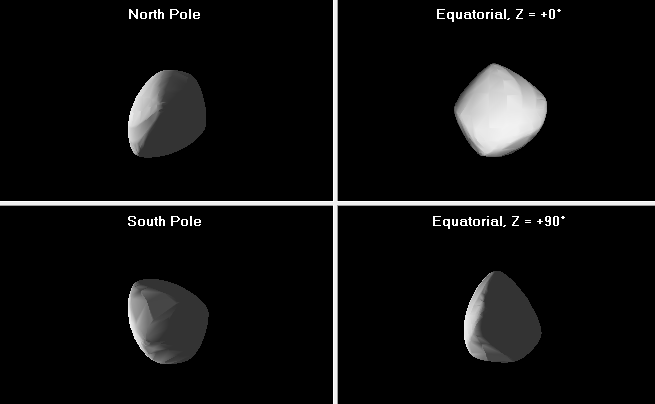 North Pole
Equatorial, Z = +0°
South Pole
Equatorial, Z = +90°